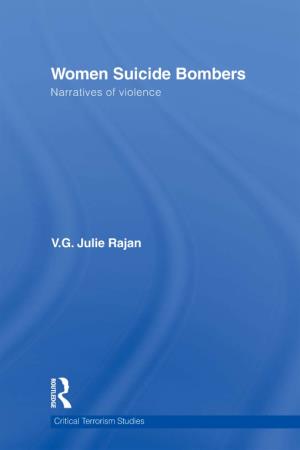 Women Suicide Bombers
Narratives of violence
V.G. Julie Rajan
ROUTLEDGE
Critical Terrorism Studies